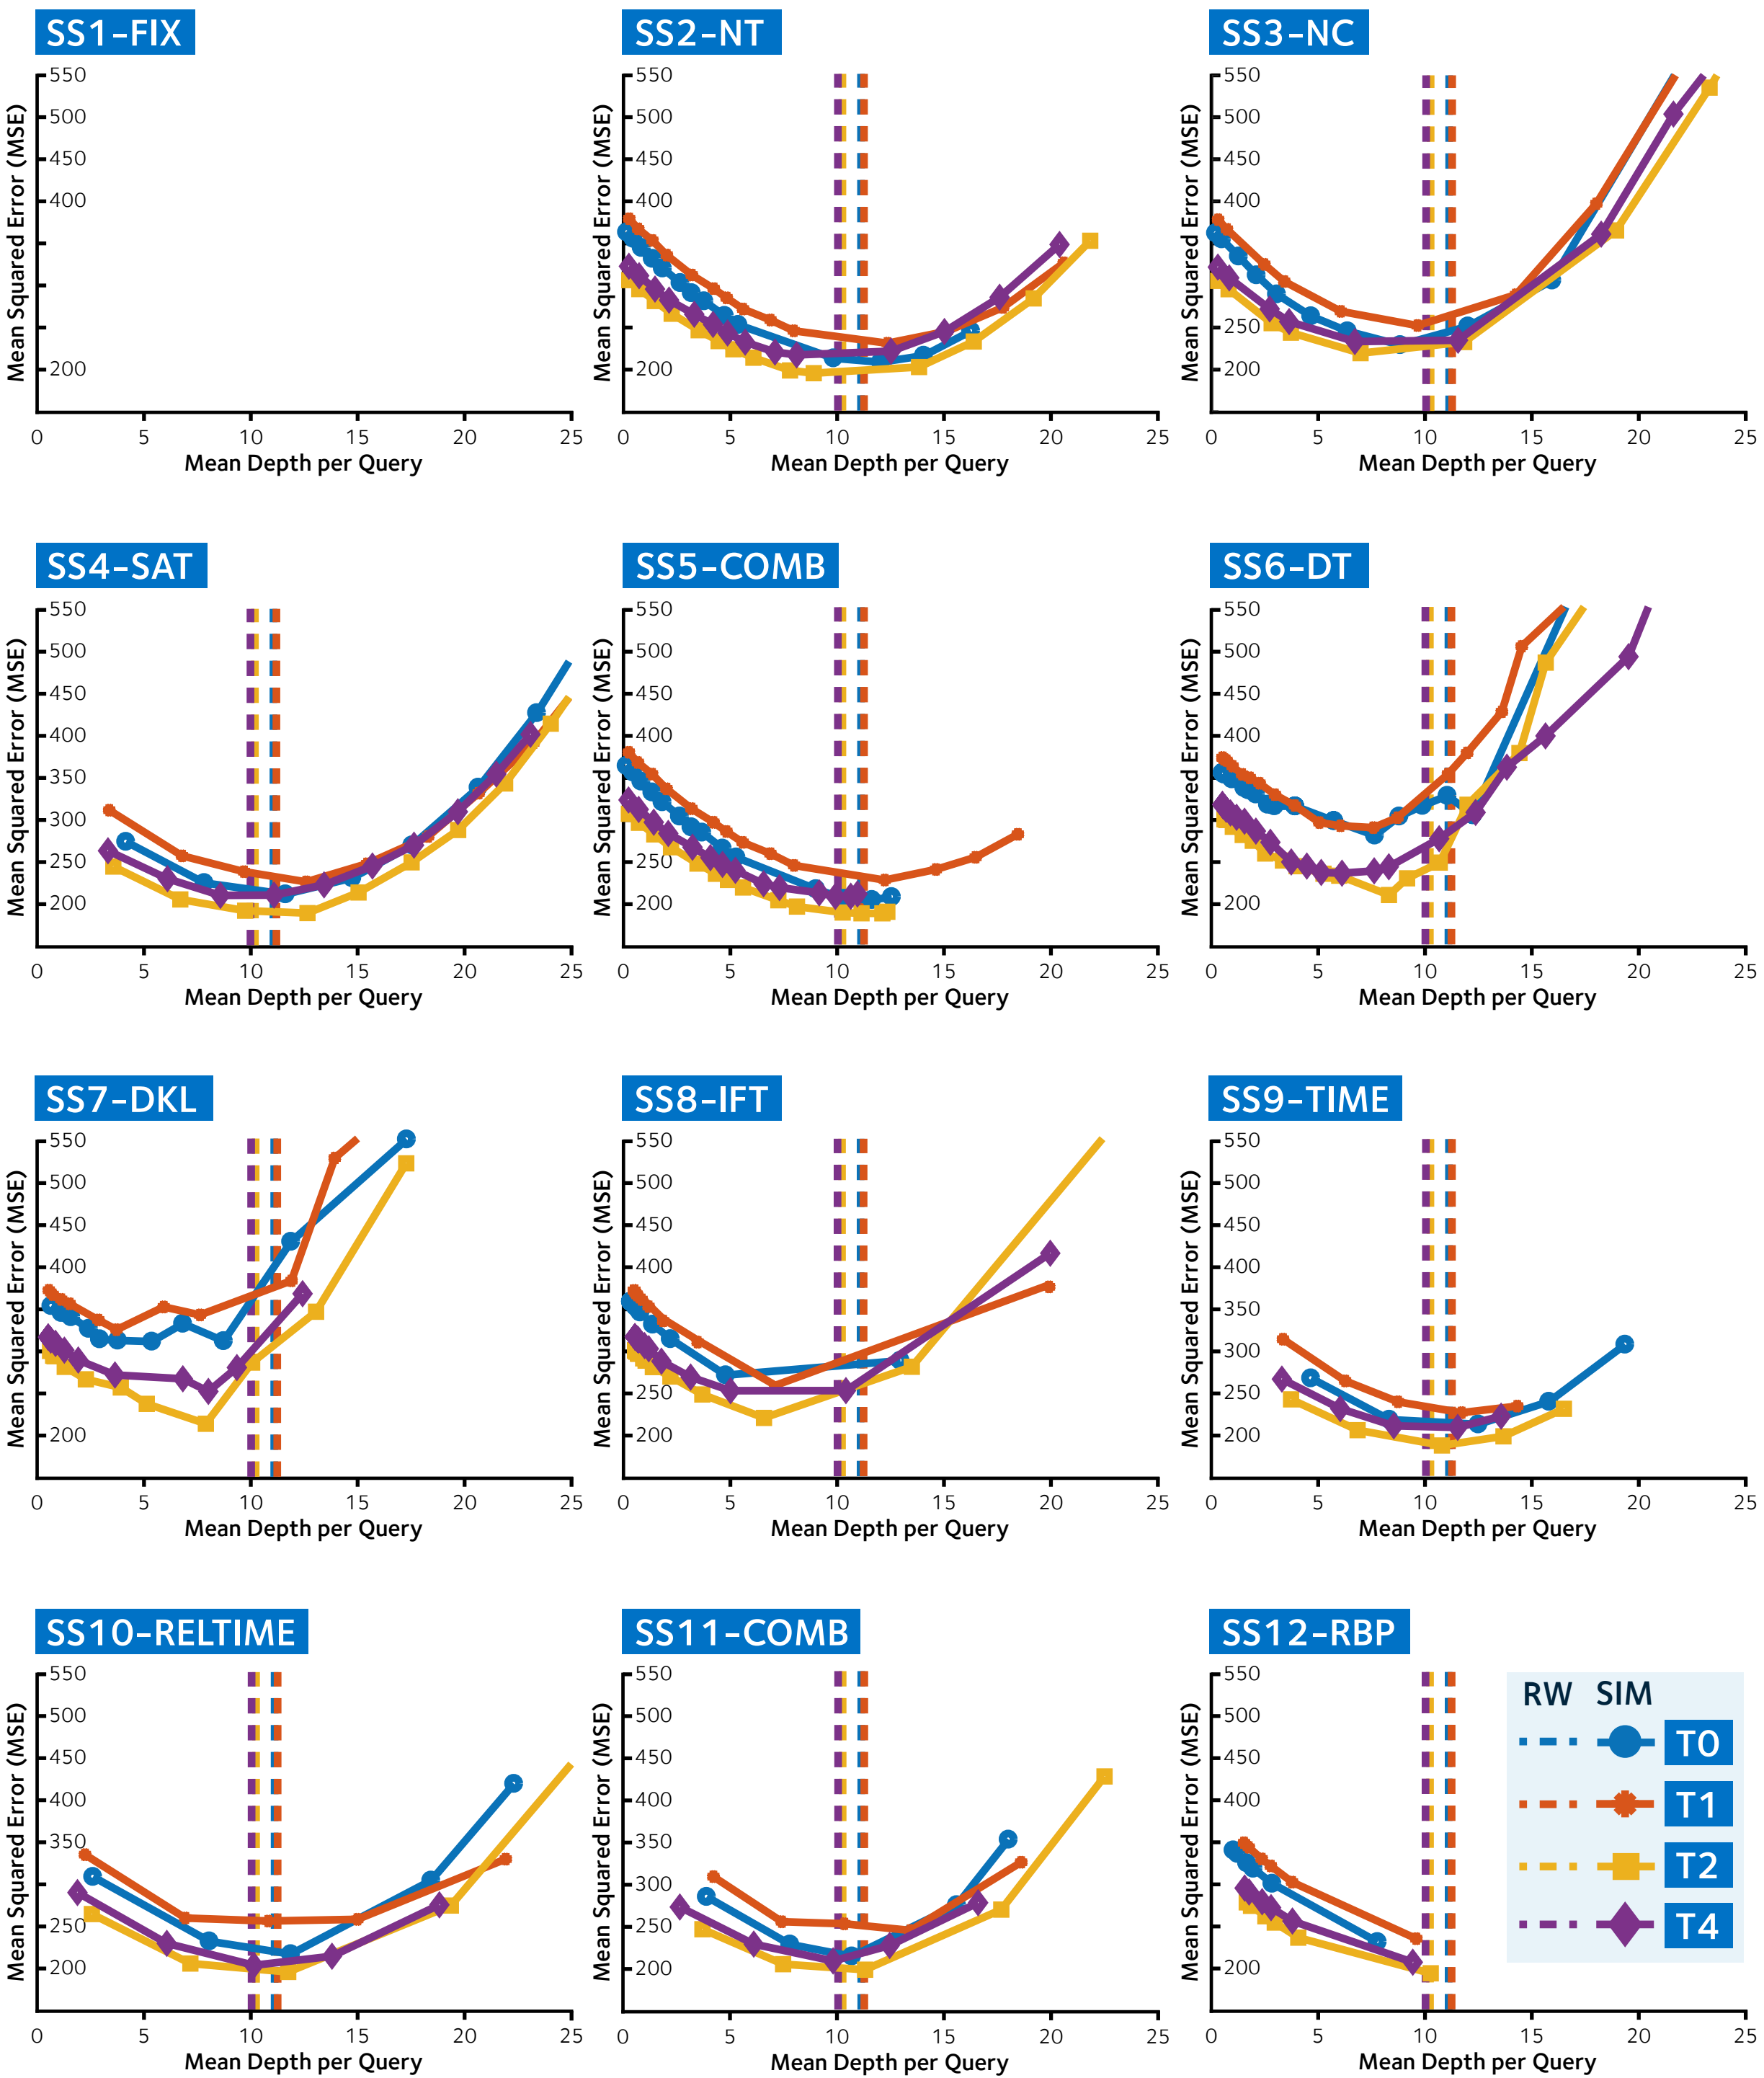 SS1-FIX
Mean Squared Error (MSE)
550
500
450
400
200
0 5 10 15 20 25
Mean Depth per Query
SS2-NT
Mean Squared Error (MSE)
550
500
450
400
200
0 5 10 15 20 25
Mean Depth per Query
SS3-NC
Mean Squared Error (MSE)
550
500
450
400
250
200
0 5 10 15 20 25
Mean Depth per Query
SS4-SAT
Mean Squared Error (MSE)
550
500
450
400
350
300
250
200
0 5 10 15 20 25
Mean Depth per Query
SS5-COMB
Mean Squared Error (MSE)
550
500
450
400
250
200
0 5 10 15 20 25
Mean Depth per Query
SS6-DT
Mean Squared Error (MSE)
550
500
450
400
200
0 5 10 15 20 25
Mean Depth per Query
SS7-DKL
Mean Squared Error (MSE)
550
500
450
400
200
0 5 10 15 20 25
Mean Depth per Query
SS8-IFT
Mean Squared Error (MSE)
550
500
450
400
250
200
0 5 10 15 20 25
Mean Depth per Query
SS9-TIME
Mean Squared Error (MSE)
550
500
450
400
350
300
250
200
0 5 10 15 20 25
Mean Depth per Query
SS10-RELTIME
Mean Squared Error (MSE)
550
500
450
400
350
300
250
200
0 5 10 15 20 25
Mean Depth per Query
SS11-COMB
Mean Squared Error (MSE)
550
500
450
400
350
300
250
200
0 5 10 15 20 25
Mean Depth per Query
SS12-RBP
Mean Squared Error (MSE)
550
500
450
400
200
0 5 10 15 20 25
Mean Depth per Query
RW SIM
T0
T1
T2
T4